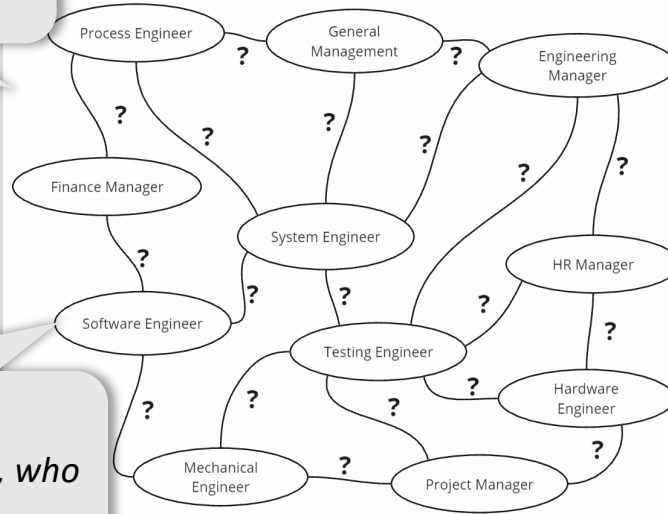 Process Engineer
?
General
Management
?
Engineering
Manager
?
?
?
?
?
?
Finance Manager
System Engineer
?
HR Manager
?
?
?
?
Software Engineer
Testing Engineer
?
?
?
?
Hardware
Engineer
?
?
Mechanical
Engineer
Project Manager
, who